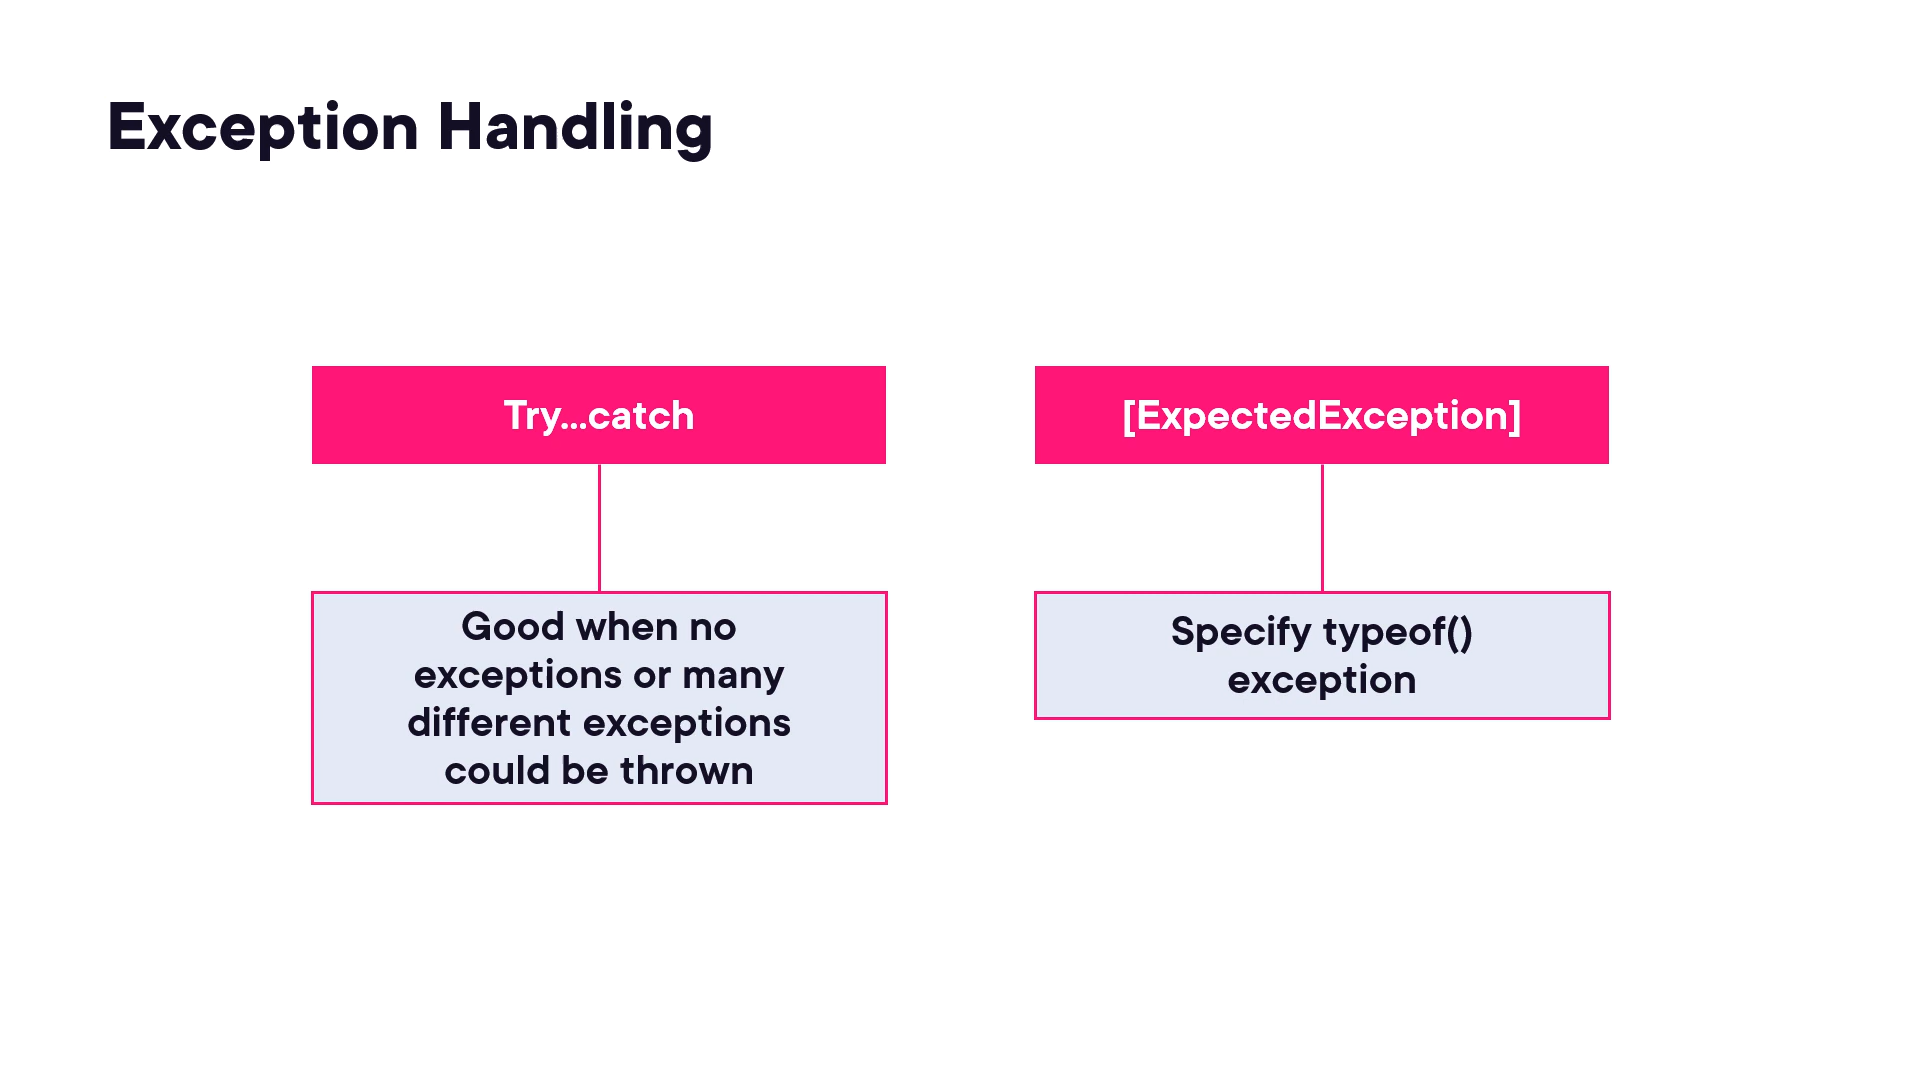 Exception Handling
Try...catch
Good when no
exceptions or many
different exceptions
could be thrown
[ExpectedException]
Specify typeof()
exception